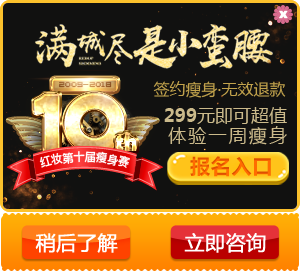 满城尽是小蛮腰
签约瘦身·无效退款
2009-2018
10
299元即可超值
体验一周瘦身
红妆第十届瘦身赛
报名入口
稍后了解
立即咨询